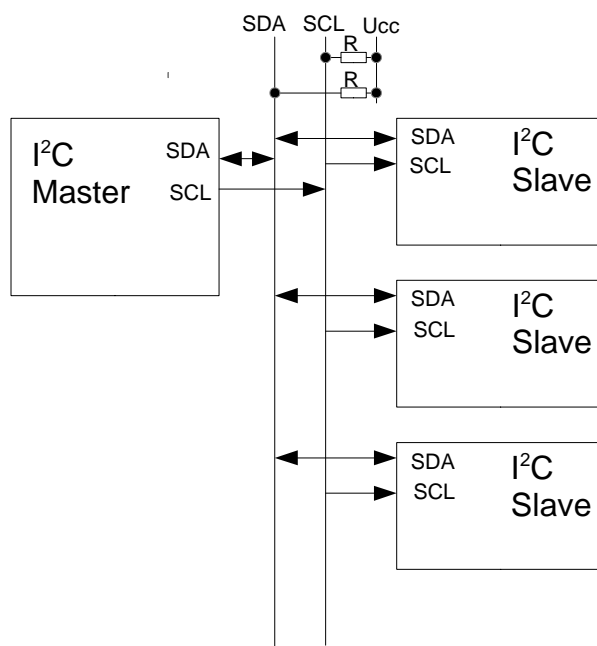 SDA SCL Ucc
R
R
I²C
Master
SDA
SCL
SDA
SCL
I²C
Slave
SDA
SCL
I²C
Slave
SDA
SCL
I²C
Slave